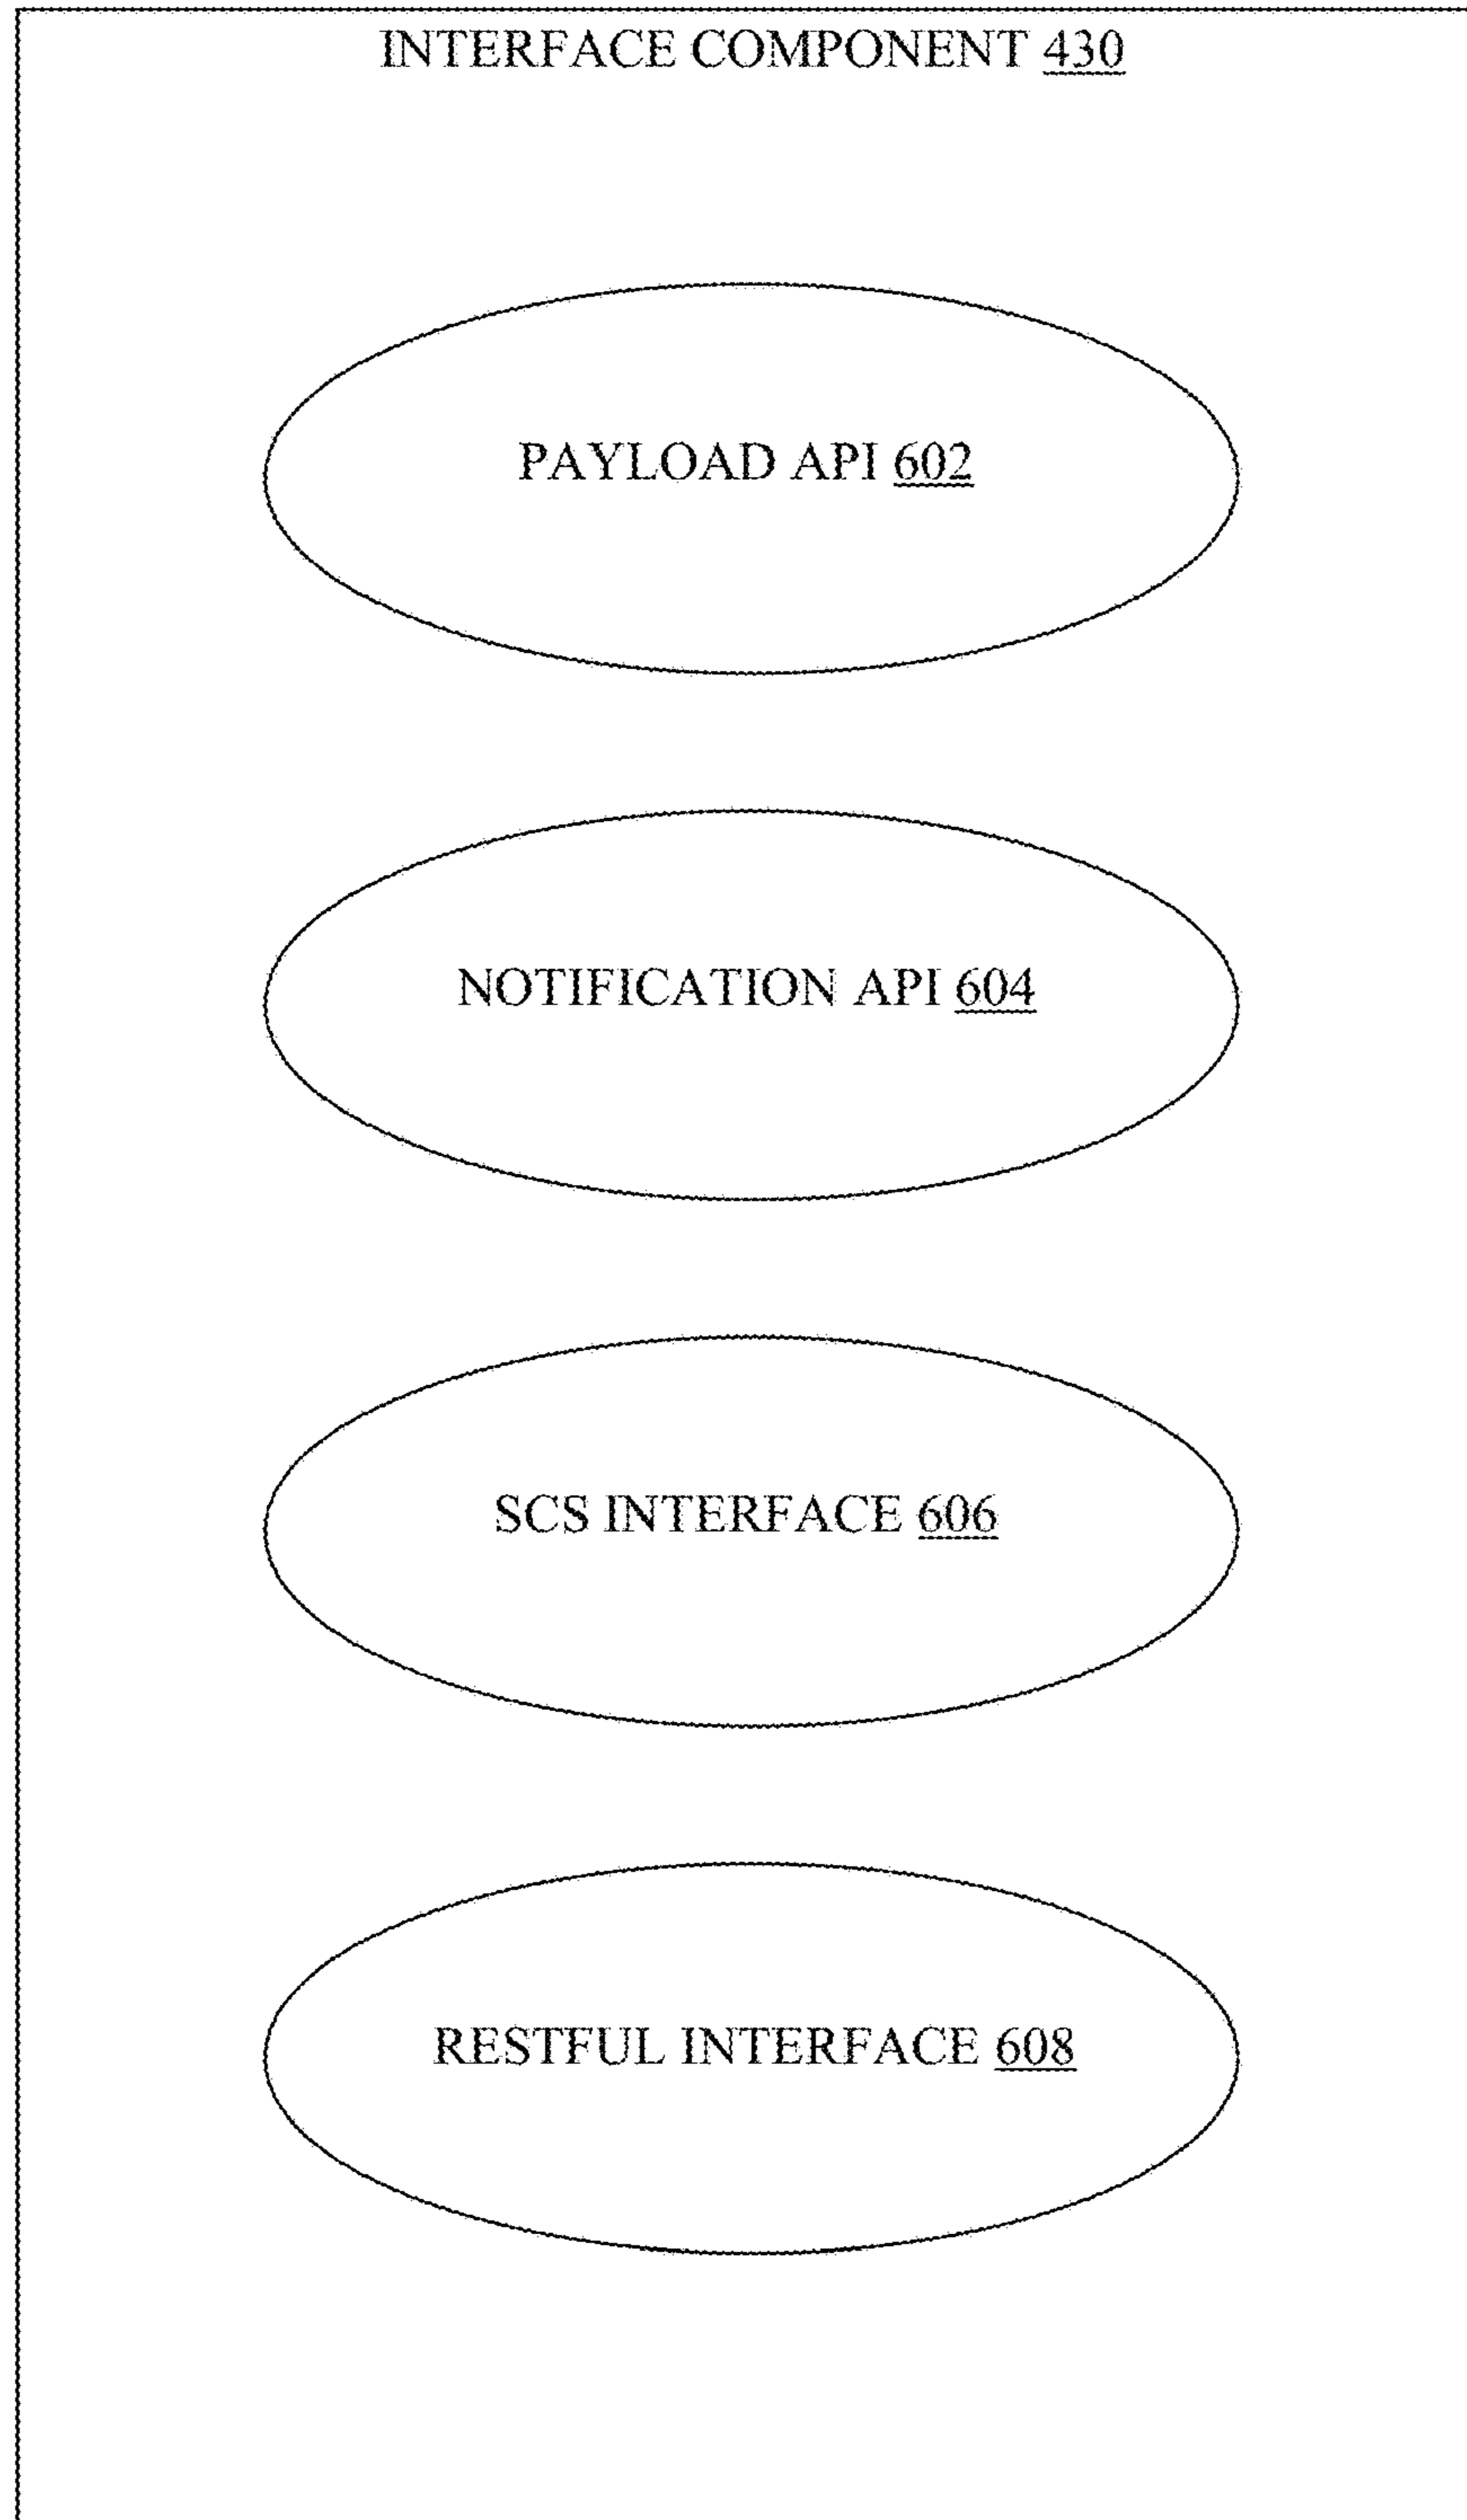 INTERFACE COMPONENT 430
PAYLOAD API 602
NOTIFICATION API 604
SCS INTERFACE 606
RESTFUL INTERFACE 608